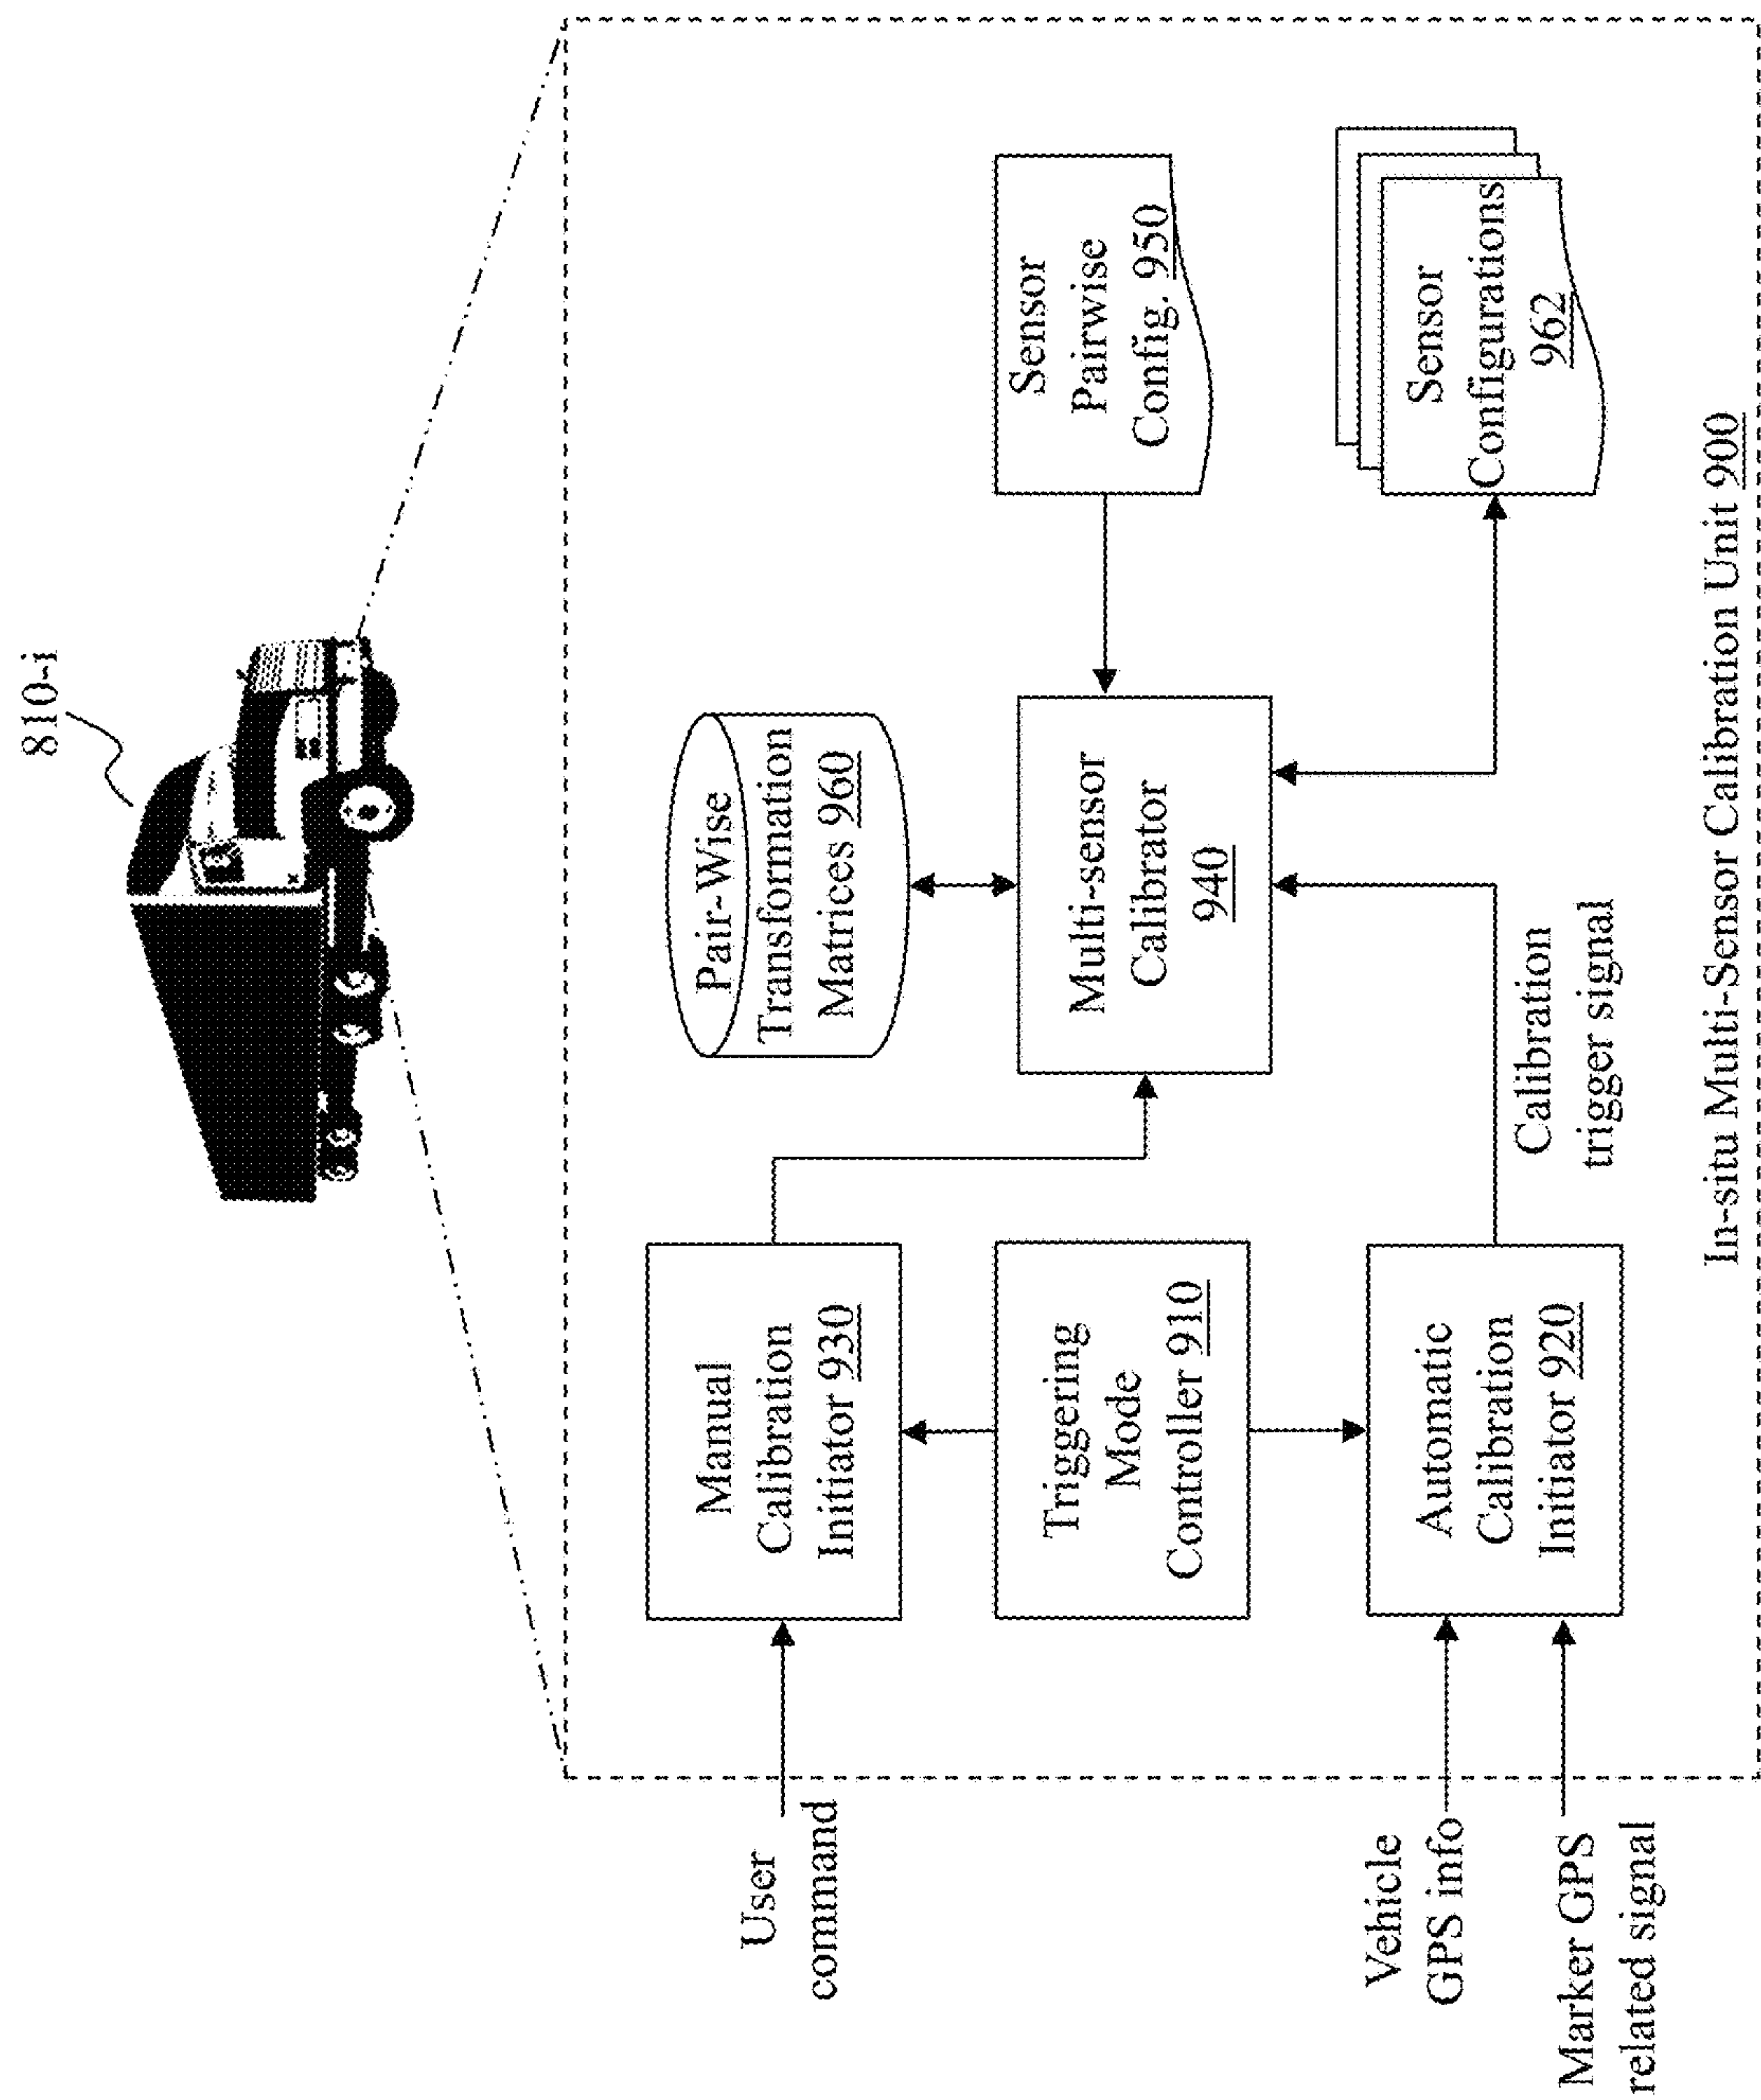 810-i
User
command
Vehicle
GPS info
Marker GPS
related signal
Manual
Calibration
Initiator 930
Triggering
Mode
Controller 910
Automatic
Calibration
Initiator 920
Pair-Wise
Transformation
Matrices 960
Multi-sensor
Calibrator
940
Calibration
trigger signal
Sensor
Pairwise
Config. 950
Sensor
Configurations
962
In-situ Multi-Sensor Calibration Unit 900